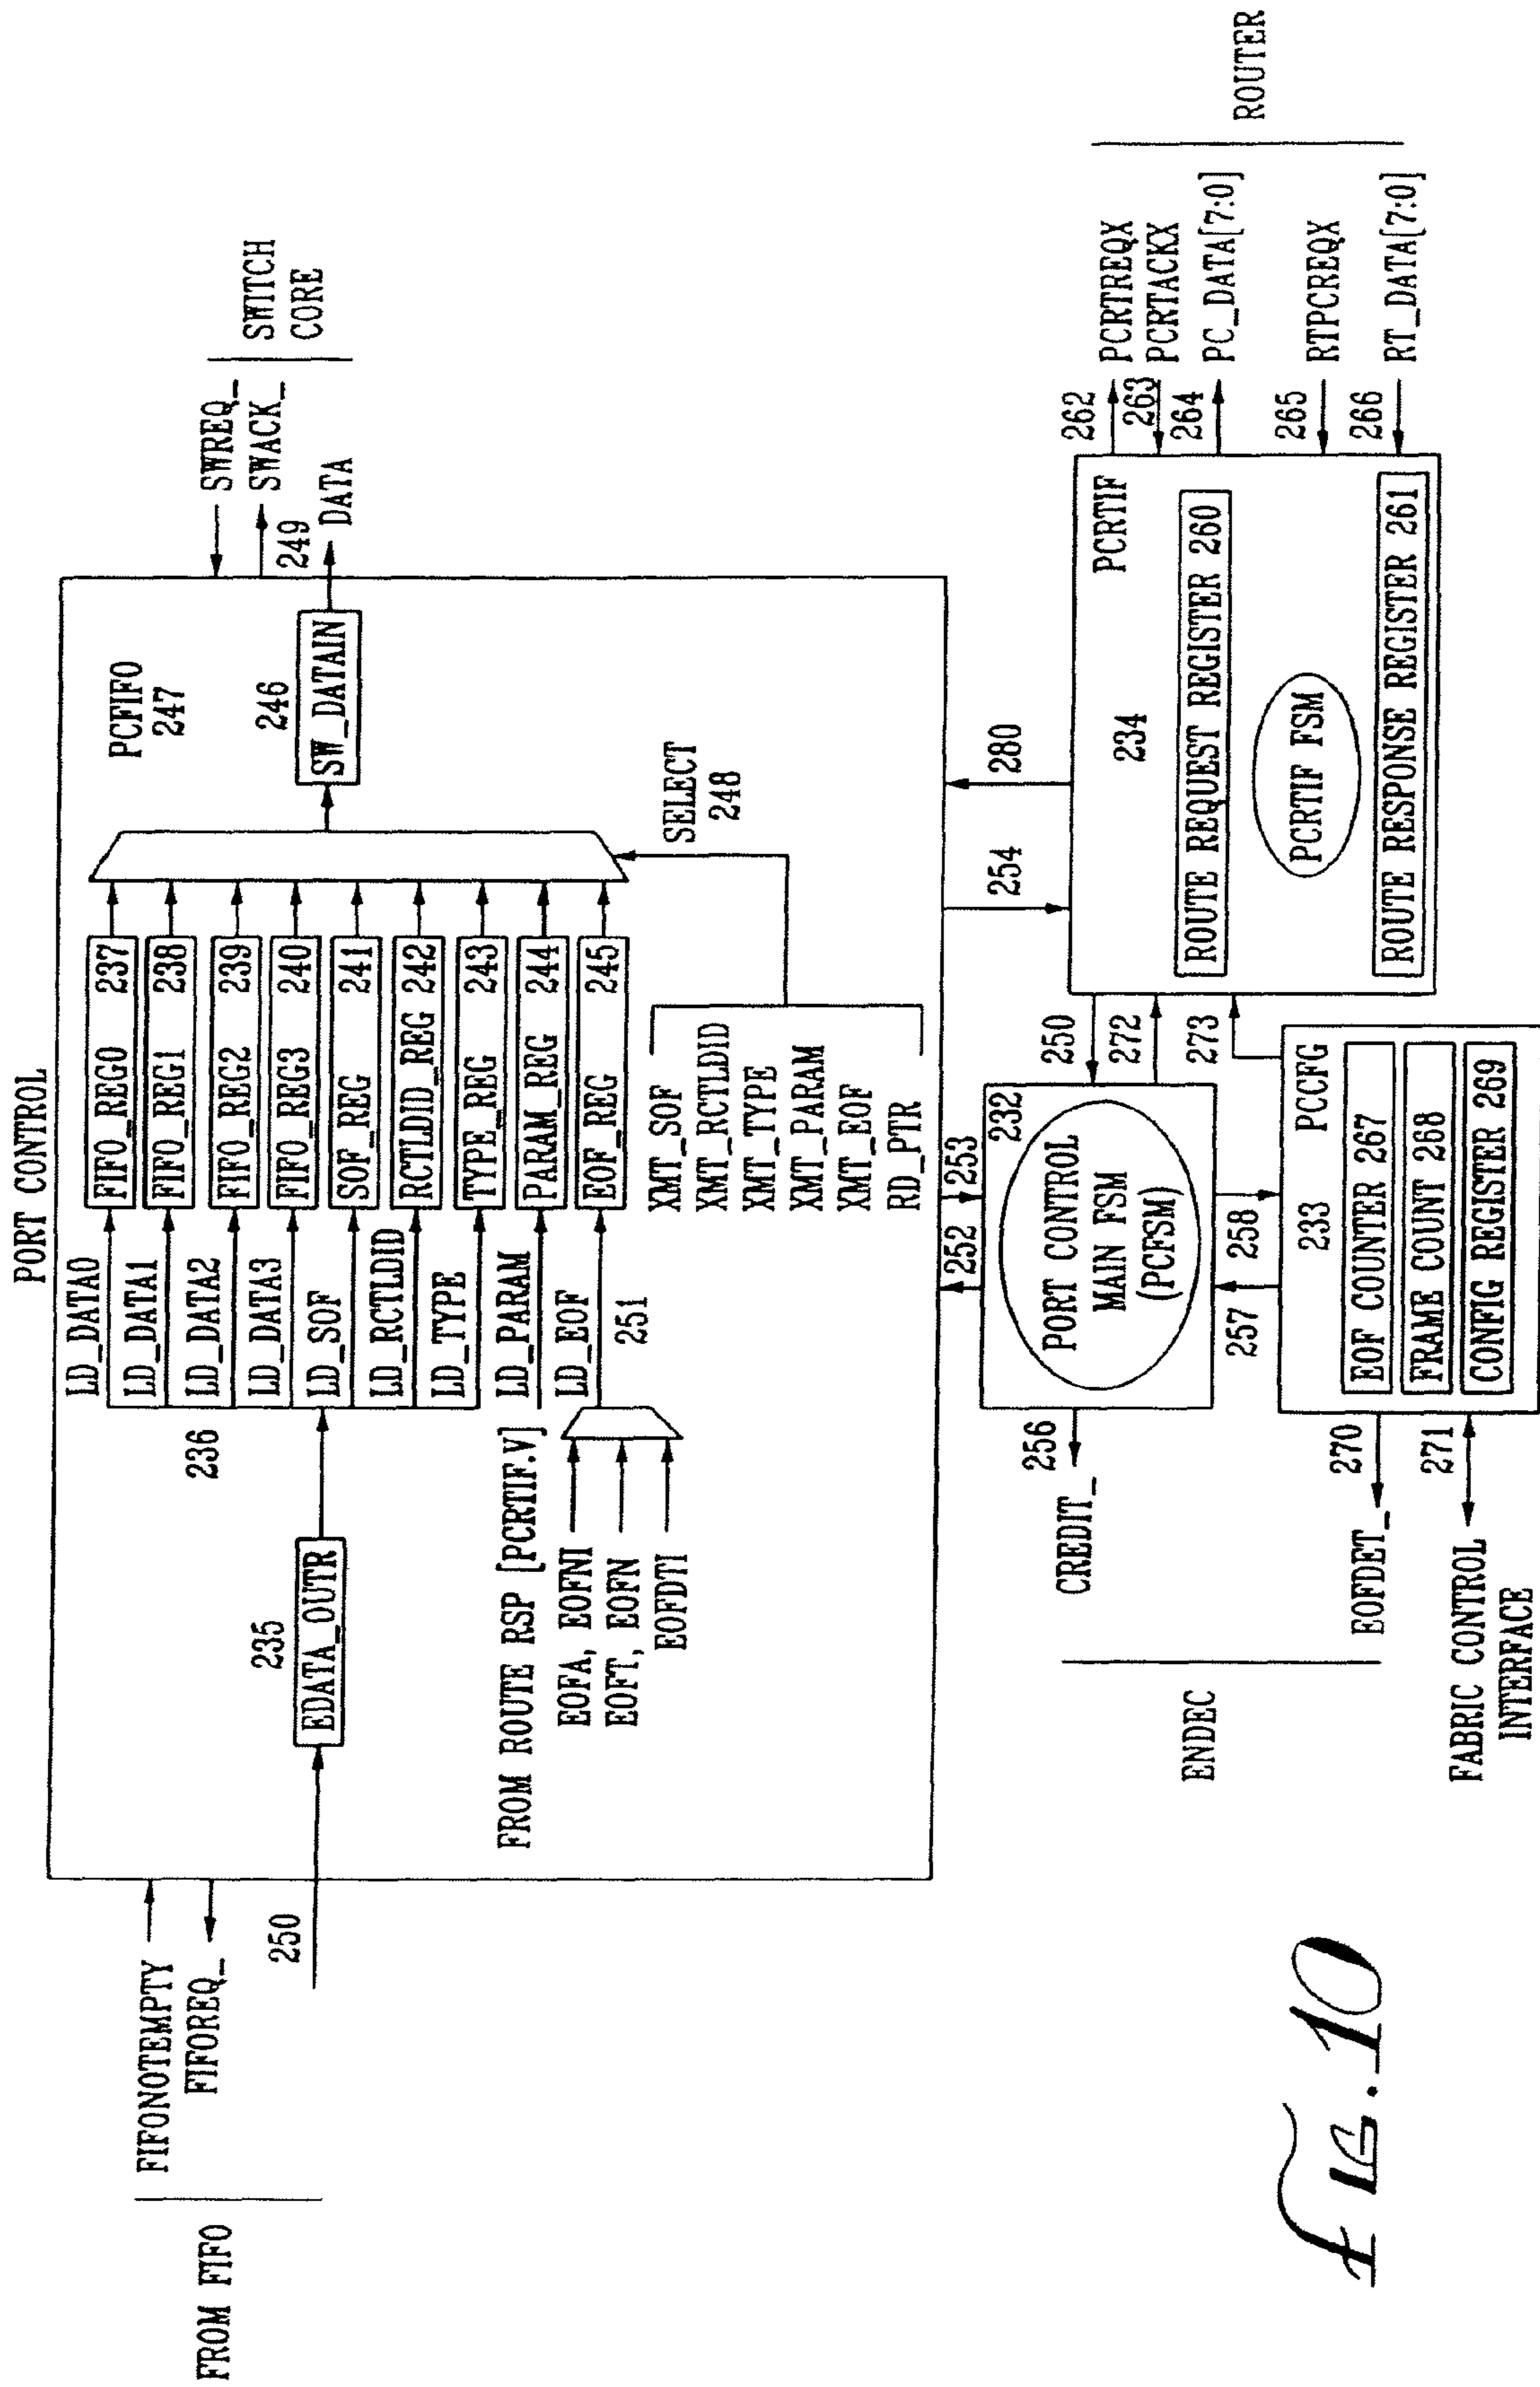 PORT CONTROL
FROM FIFO
FIFONOTEMPTY
FIFOREQ_
250
235
EDATA_OUTR
236
LD_DATA0
LD_DATA1
LD_DATA2
LD_DATA3
LD_SOF
LD_RCTLDID
LD_TYPE
LD_PARAM
LD_EOF
251
FROM ROUTE RSP [PCRTIF.V]
EOFA, EOFNI
EOFT, EOFN
EOFDTI
FIFO_REG0 237
FIFO_REG1 238
FIFO_REG2 239
FIFO_REG3 240
SOF_REG 241
RCTLDID_REG 242
TYPE_REG 243
PARAM_REG 244
EOF_REG 245
XMT_SOF
XMT_RCTLDID
XMT_TYPE
XMT_PARAM
XMT_EOF
RD_PTR
SELECT
248
PCFIFO
247
246
SW_DATAIN
249
DATA
SWREQ_
SWACK_
SWITCH
CORE
252
253
254
280
ENDEC
CREDIT_
256
232
PORT CONTROL
MAIN FSM
(PCFSM)
250
272
273
257
258
EOFDET_
270
FABRIC CONTROL
INTERFACE
271
233
PCCFG
EOF COUNTER 267
FRAME COUNT 268
CONFIG REGISTER 269
PCRTIF
234
ROUTE REQUEST REGISTER 260
PCRTIF FSM
ROUTE RESPONSE REGISTER 261
262
PCRTREQX
263
PCRTACKX
264
PC_DATA[7:0]
265
RTPCREQX
266
RT_DATA[7:0]
ROUTER
FIG. 10